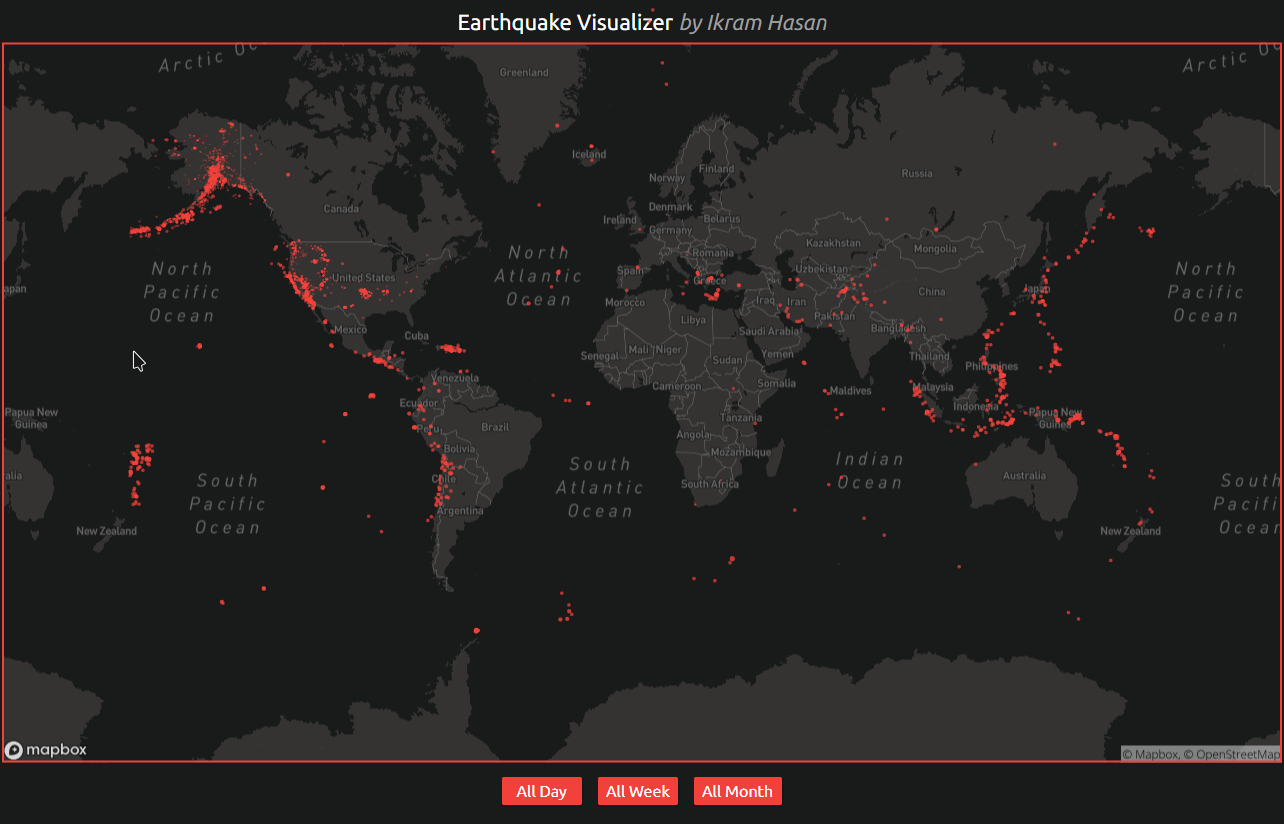 Earthquake Visualizer by Ikram Hasan
Arctic Oc
Arctic Oc
Greenland
Iceland
Finland
Norway
Russia
Canada
Denmark
Ireland
Belarus
Germany
Kazakhstan
Mongolia
North
Atlantic
Ocean
Romania
North
Pacific
Ocean
United States
Spain
Greece
Uzbekistan
North
Pacific
Ocean
apan
Japan
China
Morocco
Iraq
Iran
Pakistan
Mexico
Cuba
Libya
Saudi Arabia
Bangladesh
Senegal
Mali
Niger
Sudan
Yemen
Thailand
Philippines
Venezuela
Cameroon
Somalia
Maldives
Malaysia
Ecuador
Indonesia
Papua New
Guinea
Papua New
Guinea
Peru
Brazil
Tanzania
Angola
Bolivia
Mozambique
Indian
Ocean
South
Atlantic
Ocean
South
Pacific
Ocean
ralia
Chile
South Africa
Australia
South
Pacifi
Ocean
Argentina
New Zealand
New Zealand
mapbox
© Mapbox, © OpenStreetMap
All Day
All Week
All Month